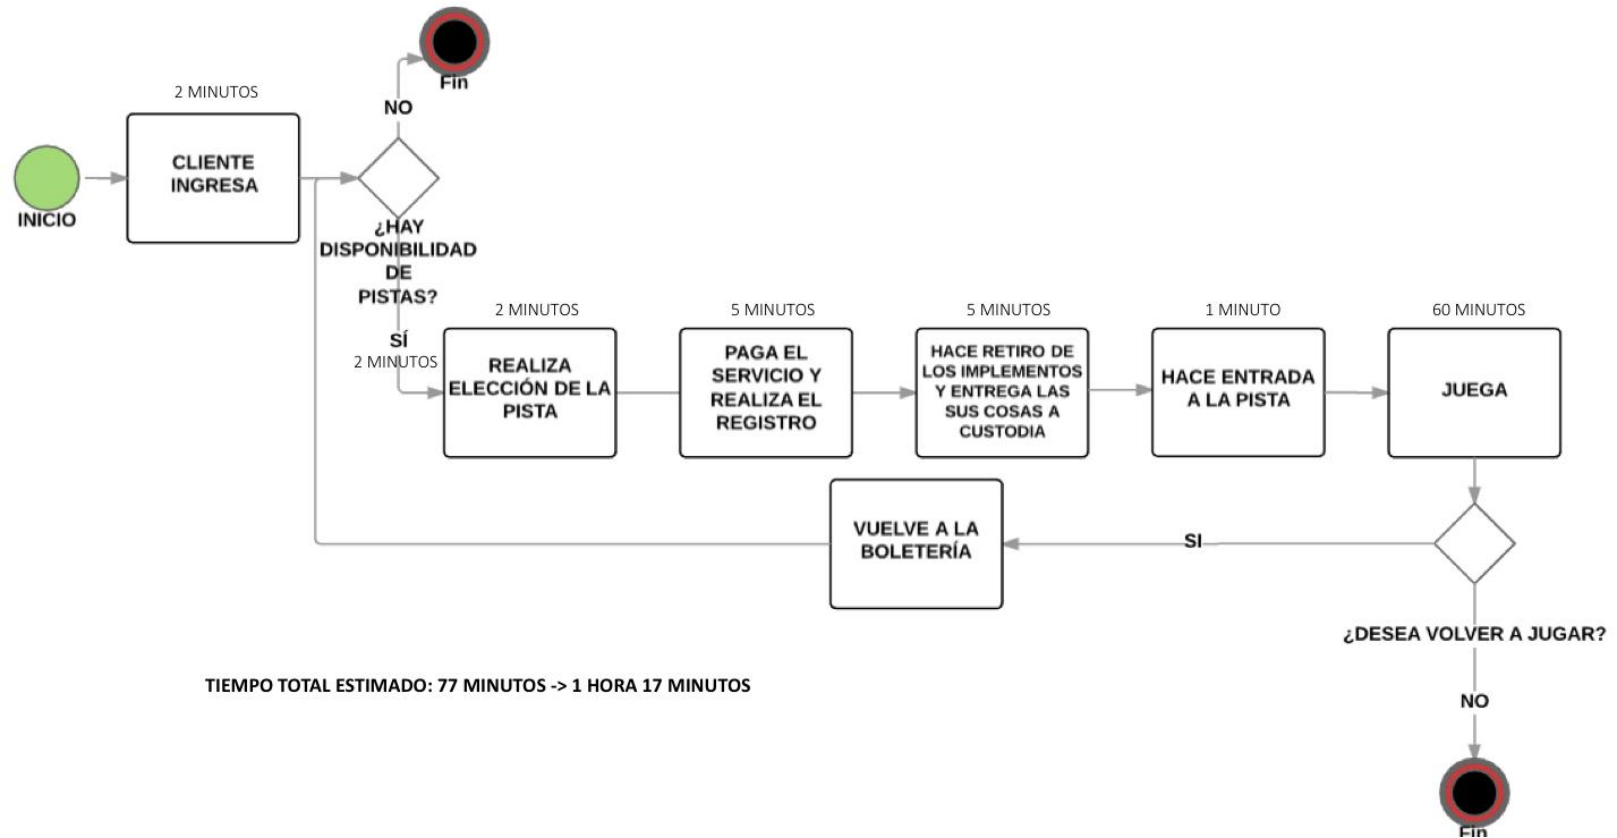 Fin
NO
2 MINUTOS
CLIENTE
INGRESA
INICIO
¿HAY
DISPONIBILIDAD
DE
PISTAS?
SÍ
2 MINUTOS
2 MINUTOS
REALIZA
ELECCIÓN DE LA
PISTA
5 MINUTOS
PAGA EL
SERVICIO Y
REALIZA EL
REGISTRO
5 MINUTOS
HACE RETIRO DE
LOS IMPLEMENTOS
Y ENTREGA LAS
SUS COSAS A
CUSTODIA
1 MINUTO
HACE ENTRADA
A LA PISTA
60 MINUTOS
JUEGA
VUELVE A LA
BOLETERÍA
SI
¿DESEA VOLVER A JUGAR?
NO
Fin
TIEMPO TOTAL ESTIMADO: 77 MINUTOS -> 1 HORA 17 MINUTOS